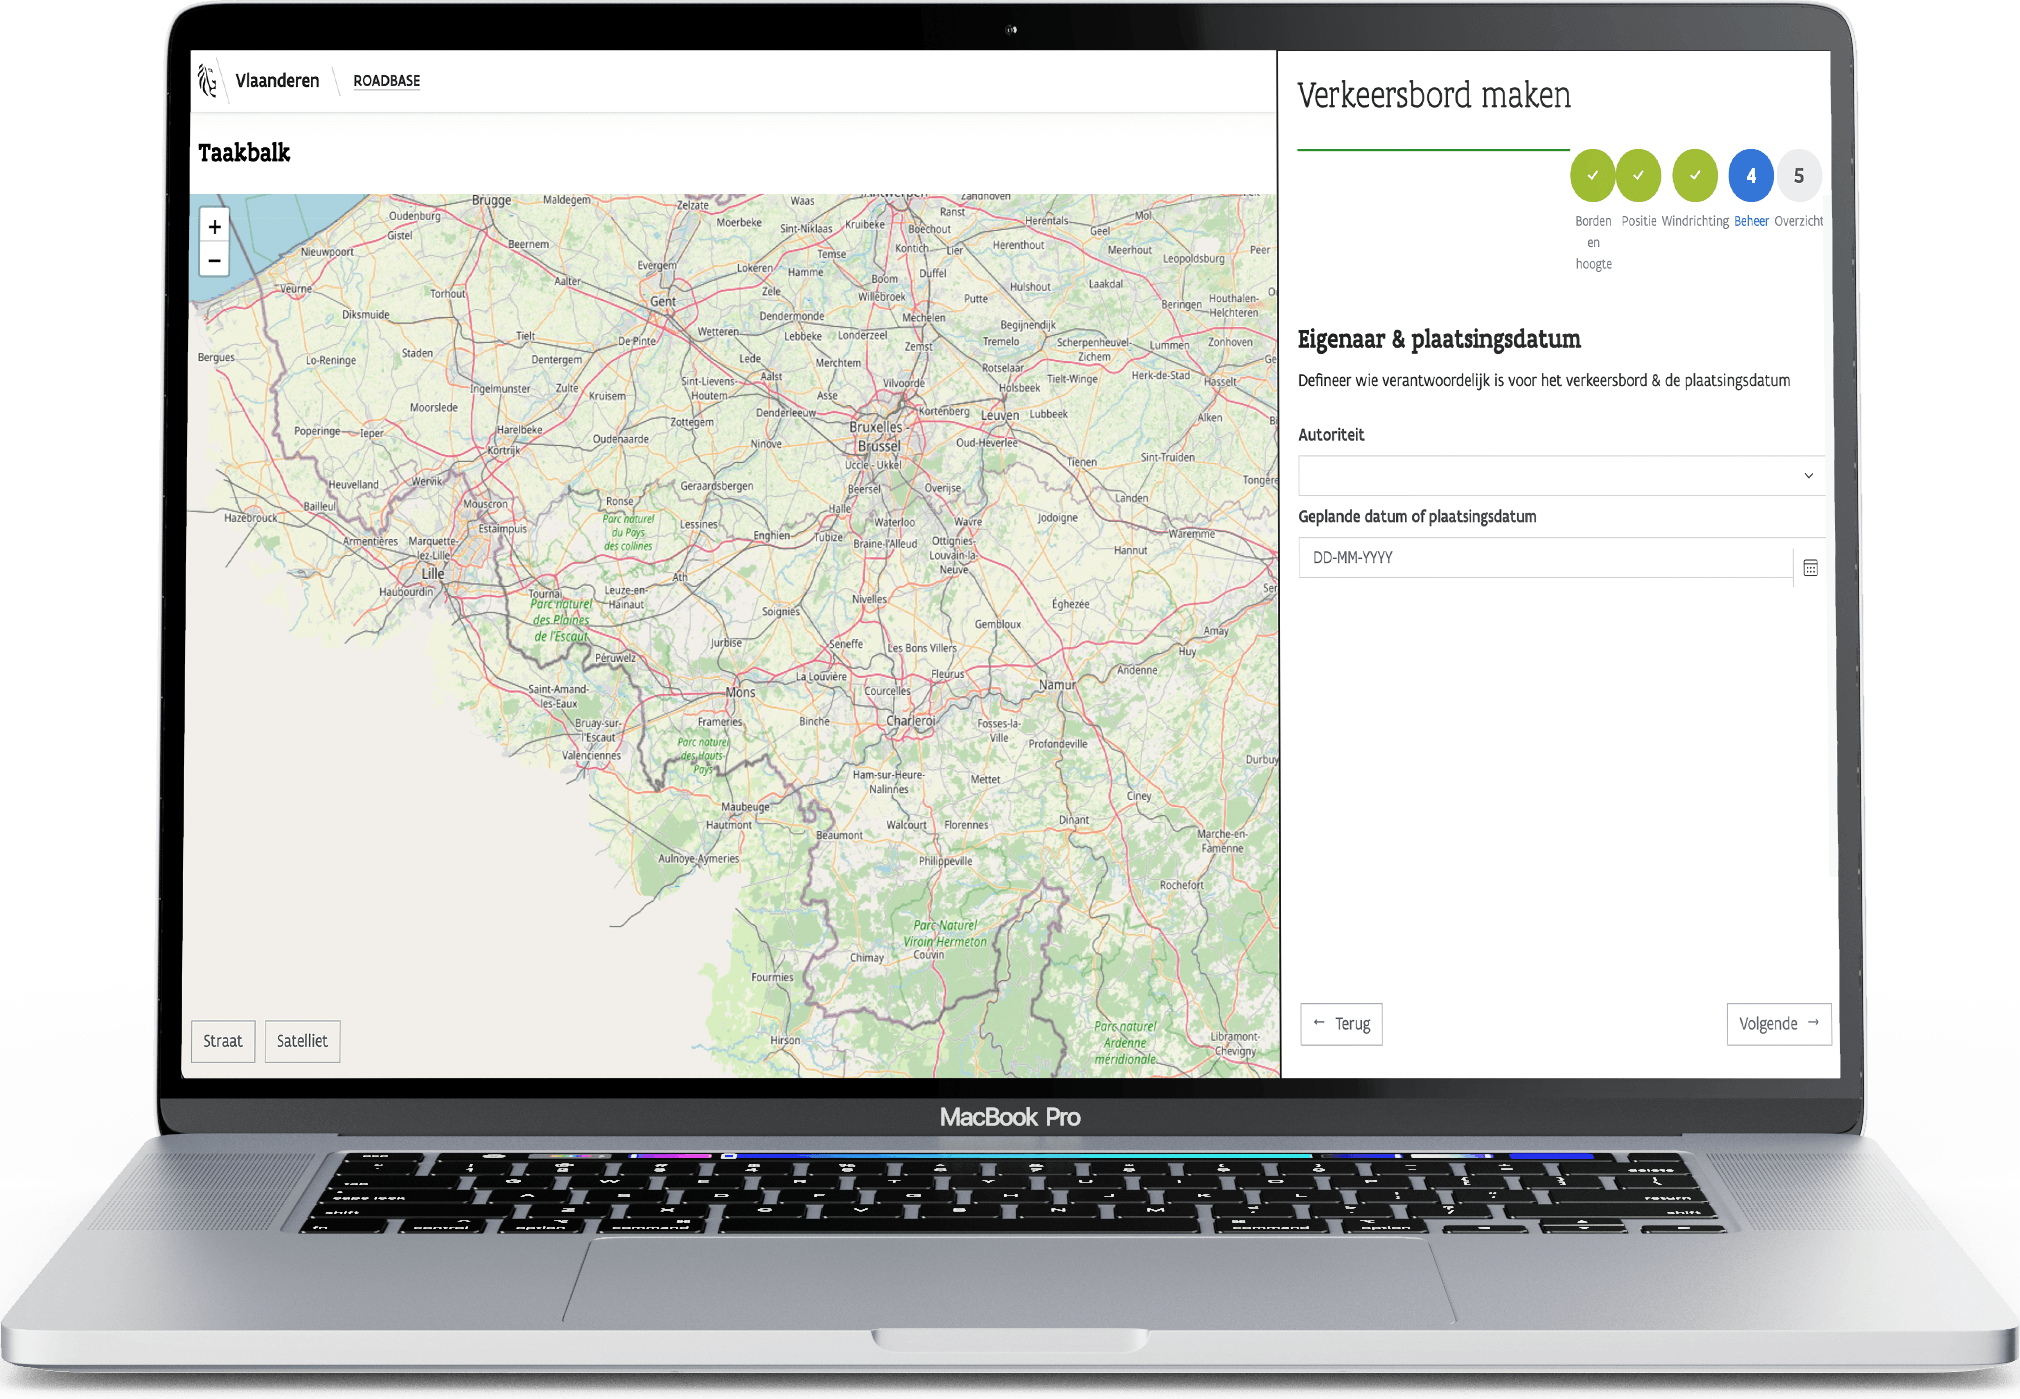 Vlaanderen
ROADBASE
Taakbalk
+
−
Brugge
Maldegem
Zelzate
Waas
Zandhoven
Oudenburg
Moerbeke
Sint-Niklaas
Kruibeke
Ranst
Boechout
Herentals
Mol
Gistel
Geel
Nieuwpoort
Beernem
Temse
Kontich
Lier
Herenthout
Meerhout
Leopoldsburg
Peer
Evergem
Lokeren
Hamme
Boom
Duffel
Aalter
Veurne
Torhout
Zele
Willebroek
Putte
Hulshout
Laakdal
Gent
Beringen
Houthalen-
Helchteren
Diksmuide
Dendermonde
Mechelen
Begijnendijk
Tielt
De Pinte
Wetteren
Lebbeke
Londerzeel
Zemst
Tremelo
Scherpenheuvel-
Zichem
Lummen
Zonhoven
Bergues
Lo-Reninge
Staden
Dentergem
Lede
Merchtem
Rotselaar
Aalst
Vilvoorde
Tielt-Winge
Herk-de-Stad
Hasselt
Ingelmunster
Zulte
Kruisem
Sint-Lievens-
Houtem
Asse
Holsbeek
Moorslede
Denderleeuw
Kortenberg
Leuven
Lubbeek
Alken
Zottegem
Poperinge
Ieper
Harelbeke
Oudenaarde
Ninove
Bruxelles -
Brussel
Oud-Heverlee
Kortrijk
Uccle - Ukkel
Tienen
Sint-Truiden
Heuvelland
Wervik
Geraardsbergen
Beersel
Overijse
Landen
Tongere
Bailleul
Mouscron
Ronse
Halle
Hazebrouck
Estaimpuis
Parc naturel
du Pays
des collines
Lessines
Waterloo
Wavre
Jodoigne
Armentières
Marquette-
lez-Lille
Enghien
Tubize
Braine-l'Alleud
Ottignies-
Louvain-la-
Neuve
Waremme
Hannut
Lille
Ath
Haubourdin
Tournai
Leuze-en-
Hainaut
Soignies
Nivelles
Éghezée
Parc naturel
des Plaines
de l'Escaut
Gembloux
Amay
Jurbise
Seneffe
Les Bons Villers
Huy
Péruwelz
Andenne
Fleurus
La Louvière
Saint-Amand-
les-Eaux
Mons
Courcelles
Namur
Bruay-sur-
l'Escaut
Frameries
Binche
Charleroi
Fosses-la-
Ville
Profondeville
Valenciennes
Parc naturel
des Hauts-
Pays
Durbuy
Ham-sur-Heure-
Nalinnes
Mettet
Ciney
Maubeuge
Hautmont
Beaumont
Walcourt
Florennes
Dinant
Marche-en-
Famenne
Aulnoye-Aymeries
Philippeville
Rochefort
Parc Naturel
Viroin Hermeton
Couvin
Chimay
Fourmies
Hirson
Parc naturel
Ardenne
méridionale
Libramont-
Chevigny
Straat
Satelliet
Verkeersbord maken
4
5
Borden
en
hoogte
Positie
Windrichting
Beheer
Overzicht
Eigenaar & plaatsingsdatum
Defineer wie verantwoordelijk is voor het verkeersbord & de plaatsingsdatum
Autoriteit
Geplande datum of plaatsingsdatum
DD-MM-YYYY
← Terug
Volgende →
MacBook Pro